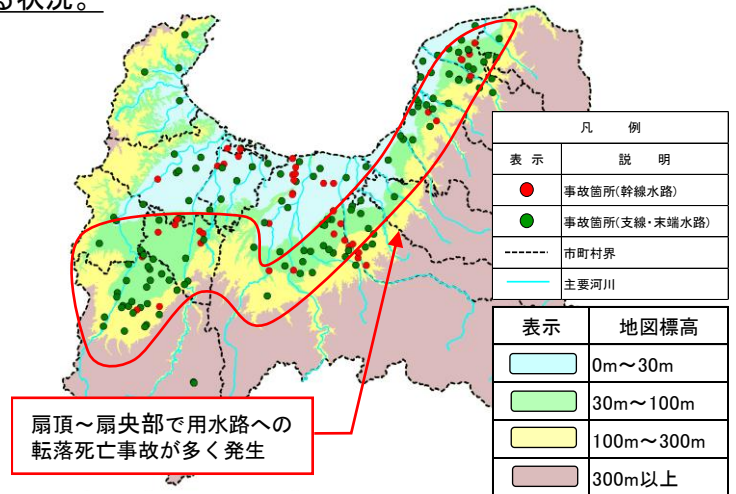 る状況。
凡 例
表 示 説 明
事故箇所(幹線水路)
事故箇所(支線・末端水路)
市町村界
主要河川
表示 地図標高
0m～30m
30m～100m
100m～300m
300m以上
扇頂～扇央部で用水路への
転落死亡事故が多く発生